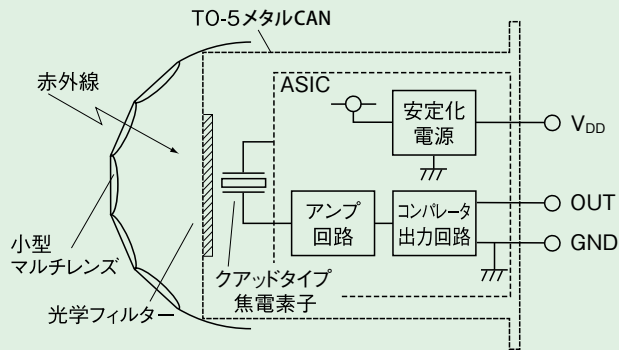 TO-5メタルCAN
赤外線
ASIC
安定化
電源
V_DD
アンプ
回路
コンパレータ
出力回路
OUT
GND
小型
マルチレンズ
クアッドタイプ
焦電素子
光学フィルター